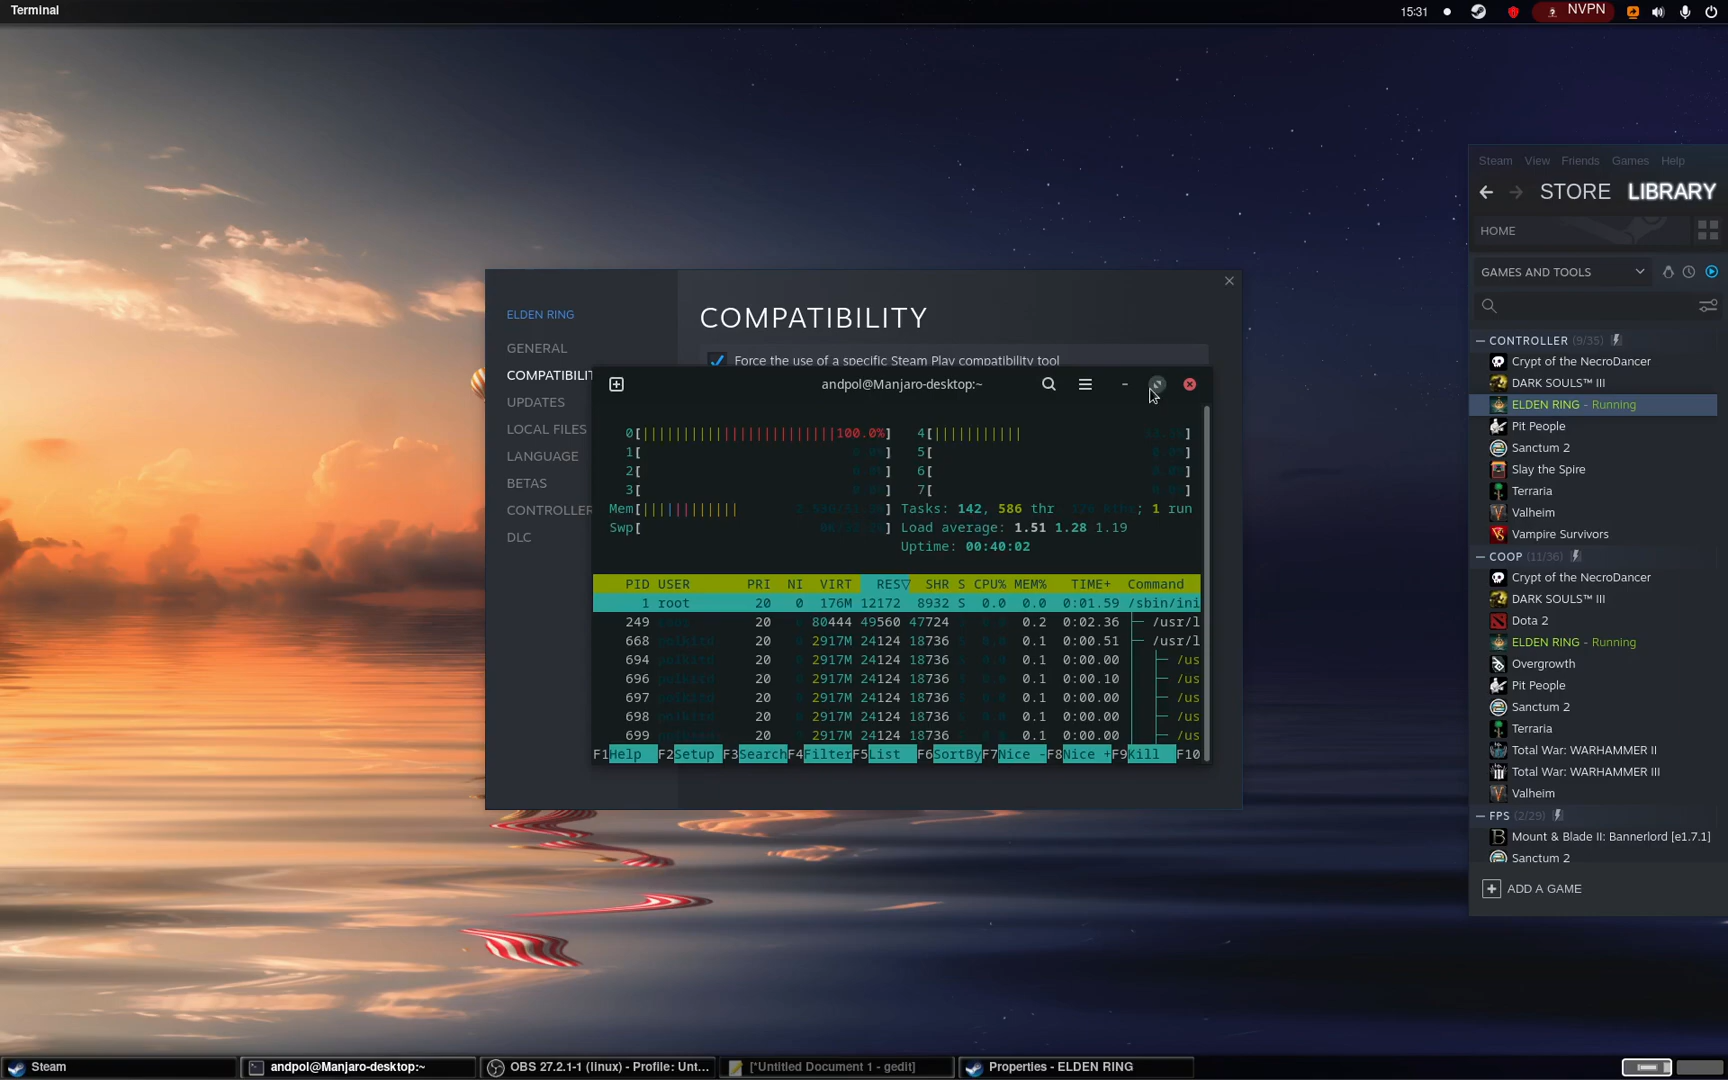 Terminal
15:31
NVPN
Steam View Friends Games Help
STORE LIBRARY
HOME
GAMES AND TOOLS
CONTROLLER (9/35)
Crypt of the NecroDancer
DARK SOULS™ III
ELDEN RING - Running
Pit People
Sanctum 2
Slay the Spire
Terraria
Valheim
Vampire Survivors
COOP (11/36)
Crypt of the NecroDancer
DARK SOULS™ III
Dota 2
ELDEN RING - Running
Overgrowth
Pit People
Sanctum 2
Terraria
Total War: WARHAMMER II
Total War: WARHAMMER III
Valheim
FPS (2/29)
Mount & Blade II: Bannerlord [e1.7.1]
Sanctum 2
ADD A GAME
ELDEN RING
GENERAL
COMPATIBILIT
UPDATES
LOCAL FILES
LANGUAGE
BETAS
CONTROLLER
DLC
COMPATIBILITY
Force the use of a specific Steam Play compatibility tool
andpol@Manjaro-desktop:~
0[||||||||||||||||||||||||100.0%] 4[||||||||||| ]
1[ ] 5[ ]
2[ ] 6[ ]
3[ ] 7[ ]
Mem[|||||||||||| ] Tasks: 142, 586 thr ; 1 run
Swp[ ] Load average: 1.51 1.28 1.19
Uptime: 00:40:02
PID USER PRI NI VIRT RES▽ SHR S CPU% MEM% TIME+ Command
1 root 20 0 176M 12172 8932 S 0.0 0.0 0:01.59 /sbin/ini
249 20 80444 49560 47724 0.2 0:02.36 ├─ /usr/l
668 polkitd 20 2917M 24124 18736 0.1 0:00.51 ├─ /usr/l
694 polkitd 20 2917M 24124 18736 0.1 0:00.00 │ ├─ /us
696 polkitd 20 2917M 24124 18736 0.1 0:00.10 │ ├─ /us
697 polkitd 20 2917M 24124 18736 0.1 0:00.00 │ ├─ /us
698 polkitd 20 2917M 24124 18736 0.1 0:00.00 │ ├─ /us
699 polkitd 20 2917M 24124 18736 0.1 0:00.00 │ ├─ /us
F1Help F2Setup F3Search F4Filter F5List F6SortBy F7Nice - F8Nice + F9Kill F10
Steam
andpol@Manjaro-desktop:~
OBS 27.2.1-1 (linux) - Profile: Unt...
[*Untitled Document 1 - gedit]
Properties - ELDEN RING